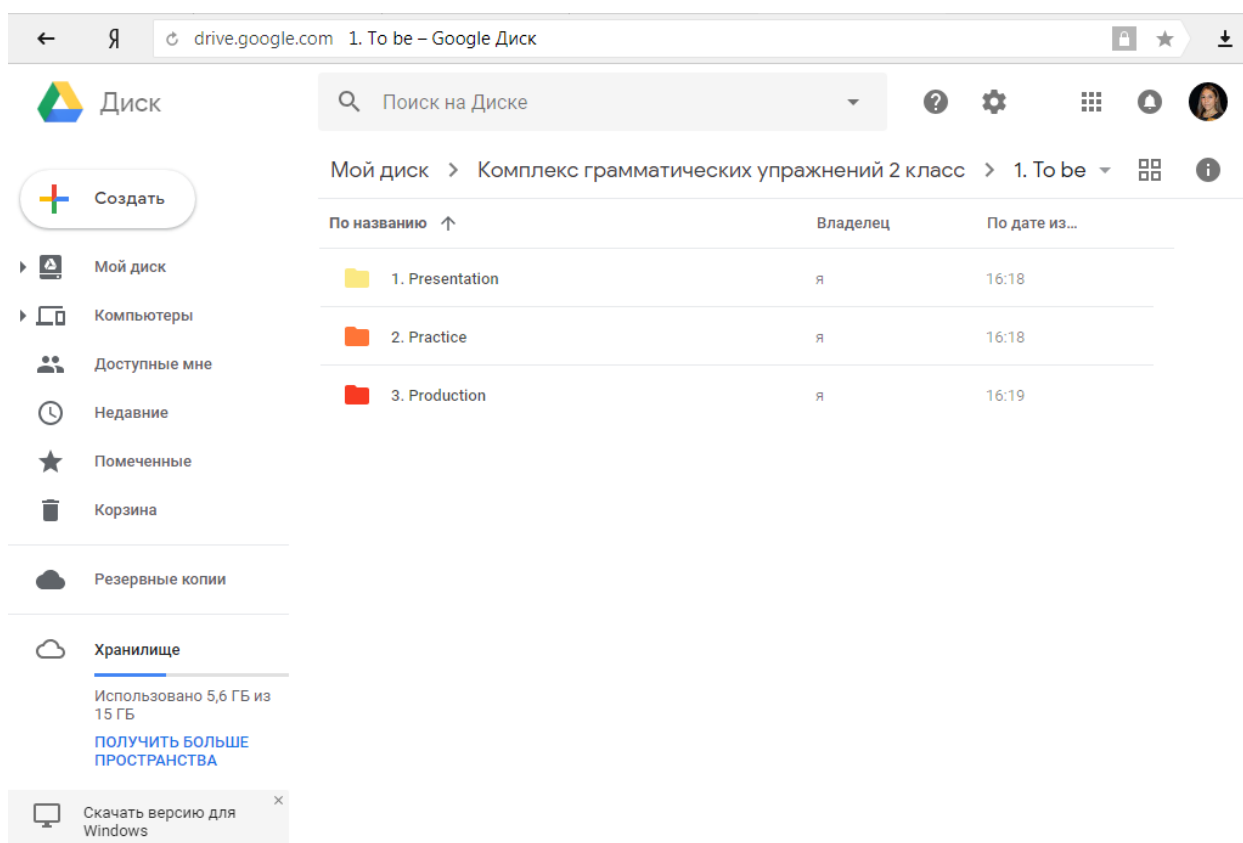 Я drive.google.com 1. To be – Google Диск
Диск
Поиск на Диске
Мой диск > Комплекс грамматических упражнений 2 класс > 1. To be
Создать
По названию Владелец По дате из...
Мой диск
1. Presentation я 16:18
Компьютеры
2. Practice я 16:18
Доступные мне
3. Production я 16:19
Недавние
Помеченные
Корзина
Резервные копии
Хранилище
Использовано 5,6 ГБ из
15 ГБ
ПОЛУЧИТЬ БОЛЬШЕ
ПРОСТРАНСТВА
Скачать версию для
Windows